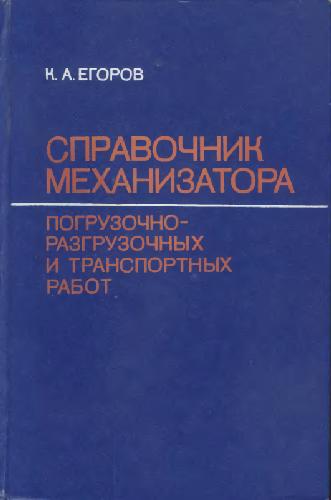 К. А. ЕГОРОВ
СПРАВОЧНИК
МЕХАНИЗАТОРА
ПОГРУЗОЧНО-
РАЗГРУЗОЧНЫХ
И ТРАНСПОРТНЫХ
РАБОТ